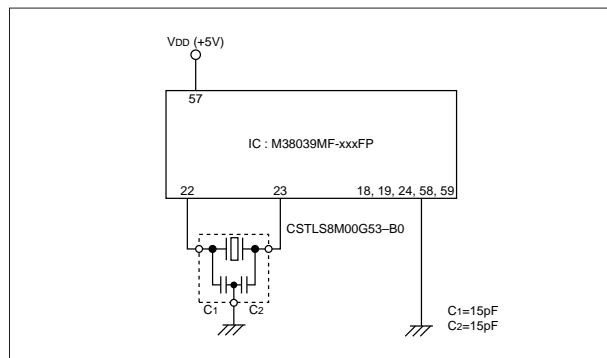 VDD (+5V)
57
IC : M38039MF-xxxFP
22
23
18, 19, 24, 58, 59
CSTLS8M00G53–B0
C1
C2
C1=15pF
C2=15pF